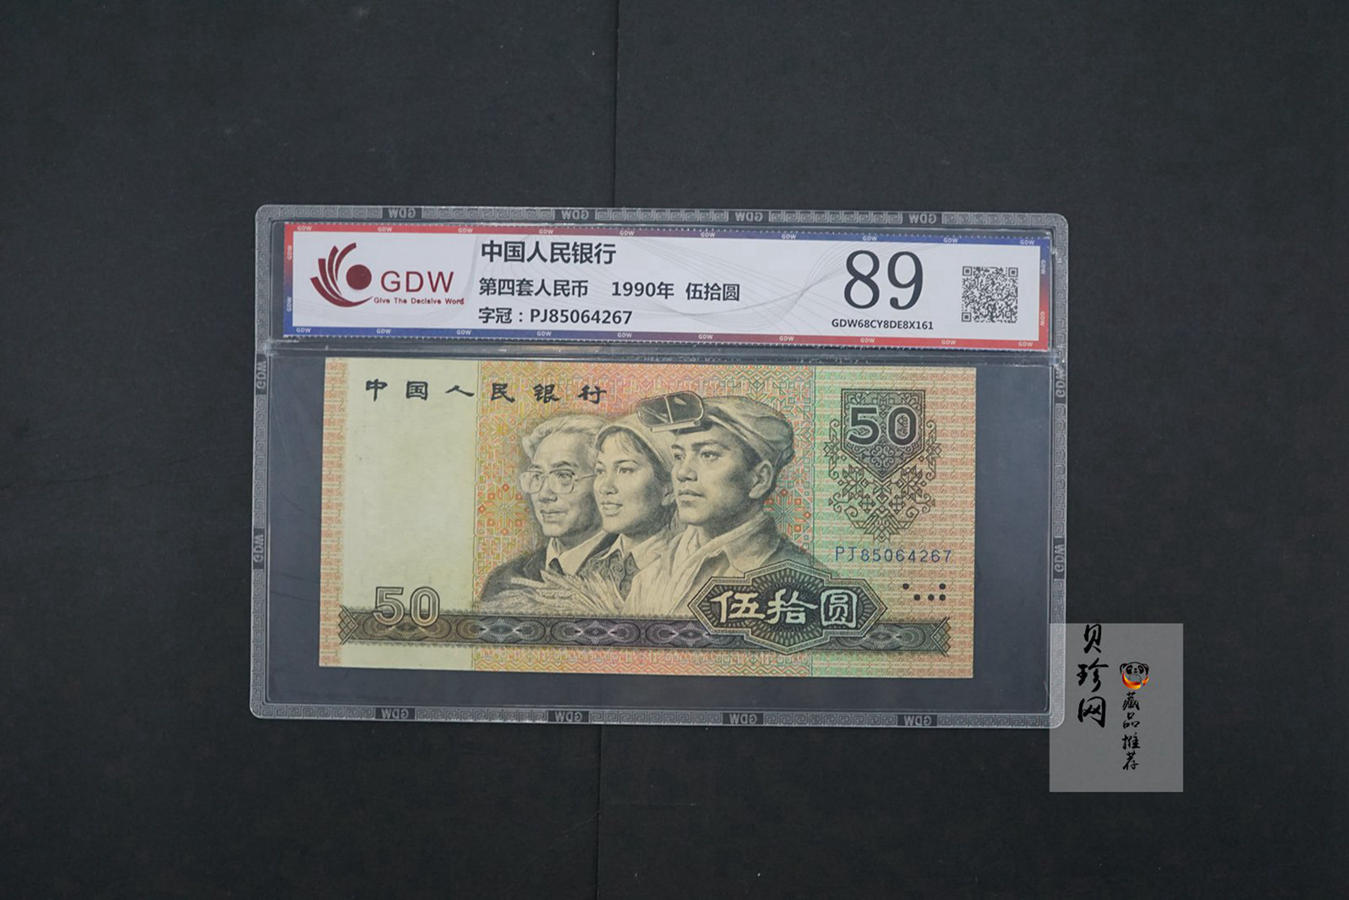 GDW
Give The Decisive Word
中国人民银行
第四套人民币 1990年 伍拾圆
字冠：PJ85064267
89
GDW68CY8DE8X161
中国人民银行
50
PJ85064267
50
伍拾圆
贝珍网
藏品推荐